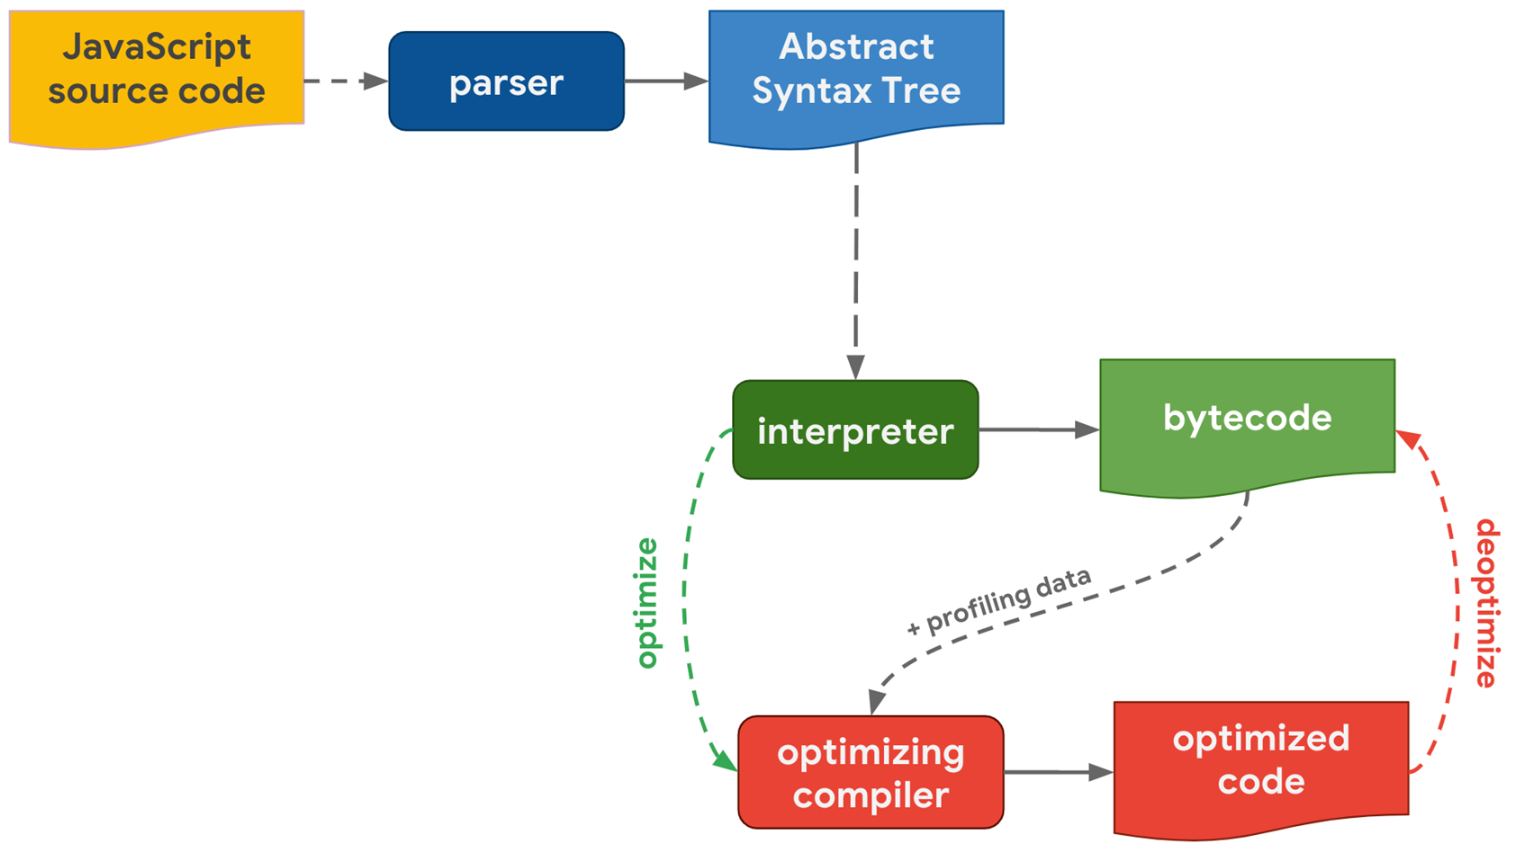 JavaScript
source code
parser
Abstract
Syntax Tree
interpreter
bytecode
optimize
+ profiling data
deoptimize
optimizing
compiler
optimized
code